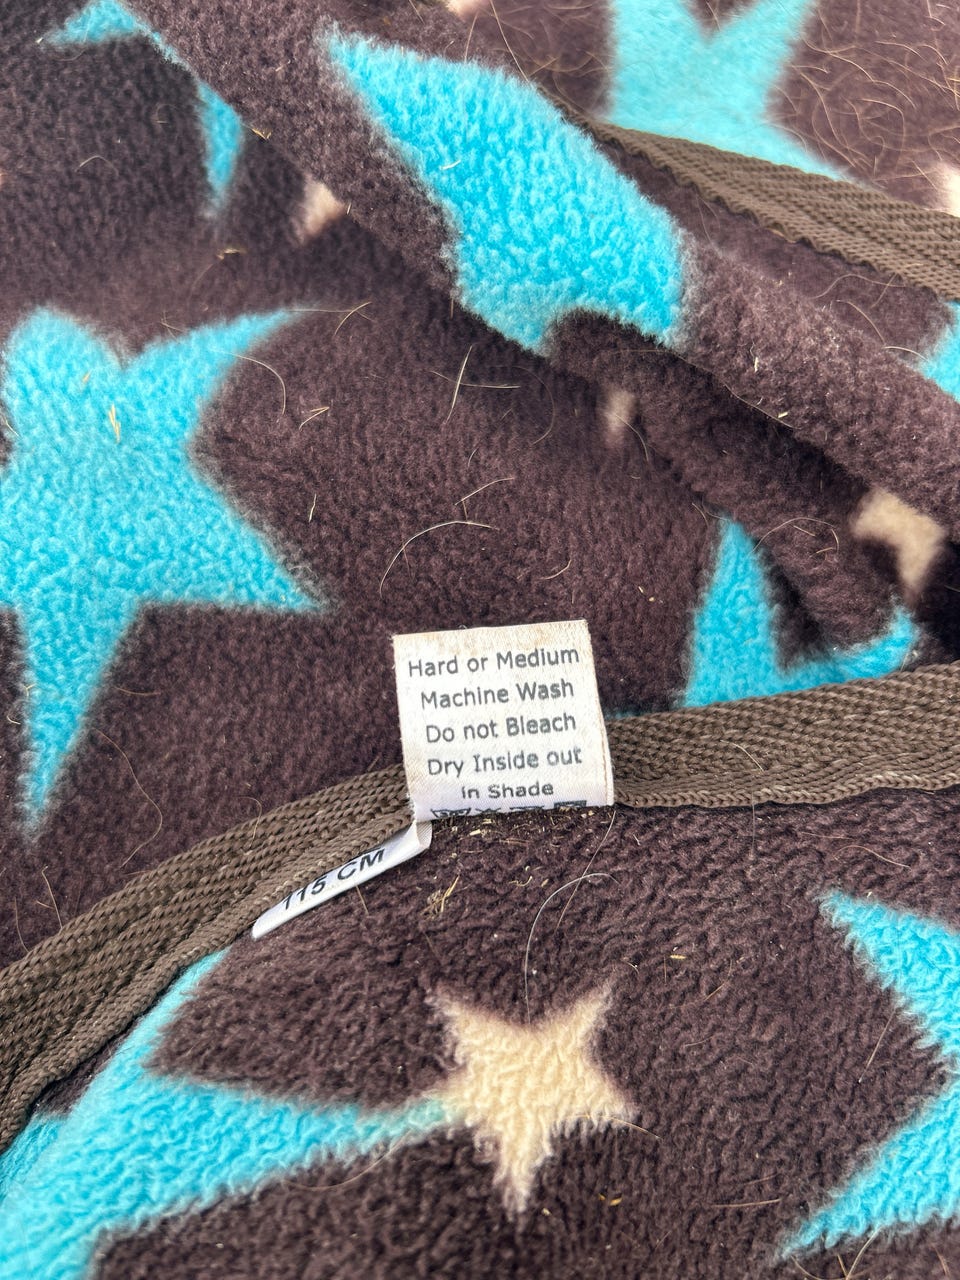 Hard or Medium
Machine Wash
Do not Bleach
Dry Inside out
in Shade
115 CM